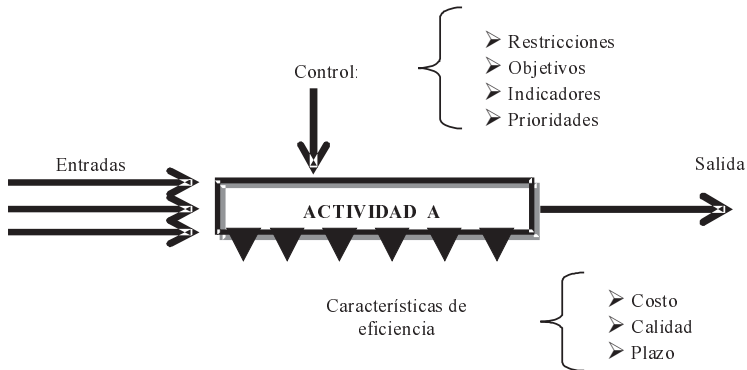 Restricciones
Control:
Objetivos
Indicadores
Prioridades
Entradas
Salida
ACTIVIDAD A
Características de
eficiencia
Costo
Calidad
Plazo